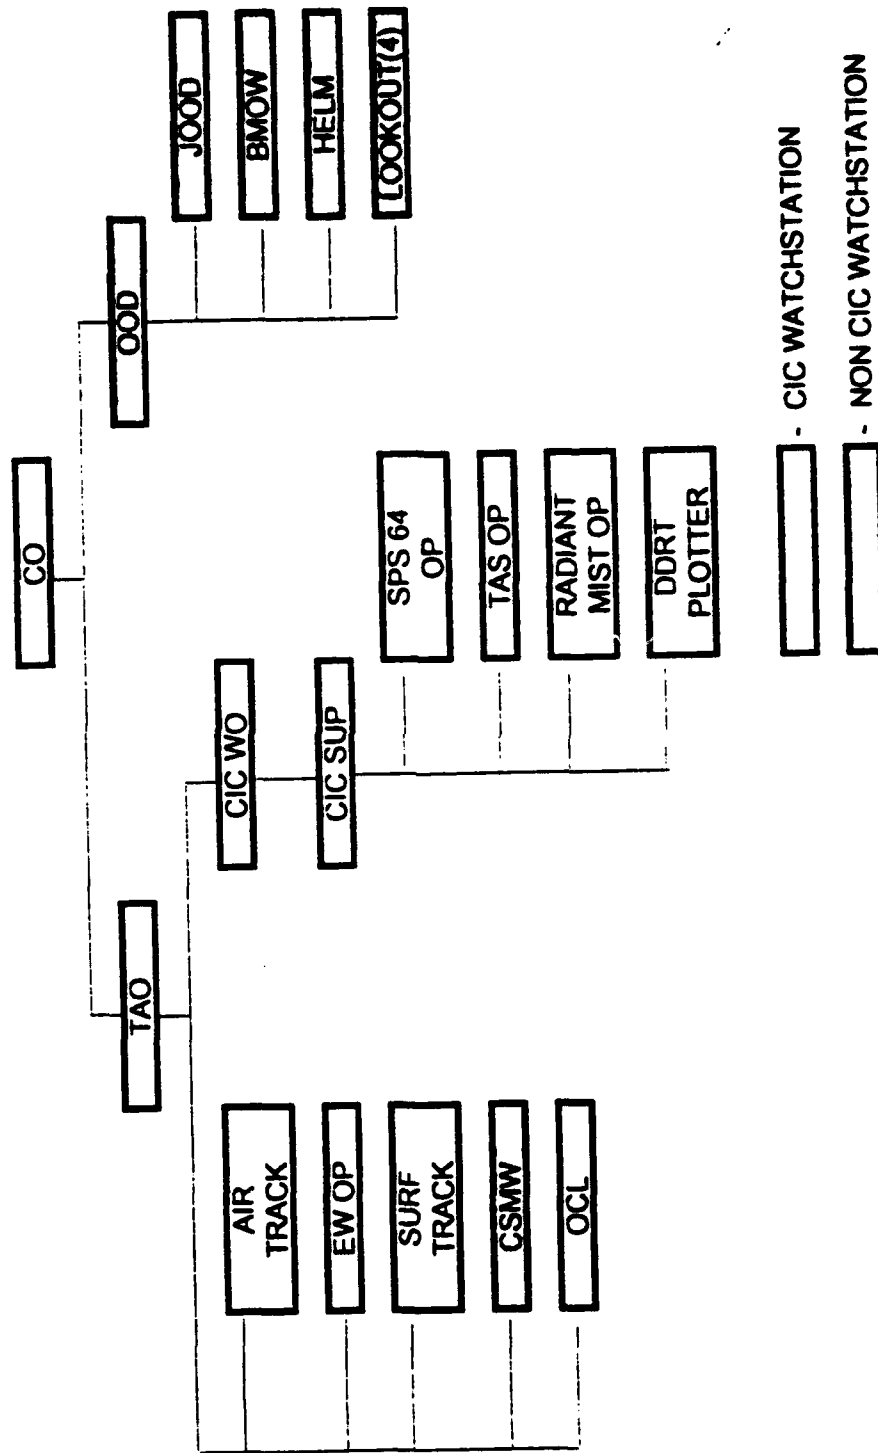 CO
TAO
OOD
AIR
TRACK
EW OP
SURF
TRACK
CSMW
OCL
CIC WO
CIC SUP
SPS 64
OP
TAS OP
RADIANT
MIST OP
DDRT
PLOTTER
JOOD
BMOW
HELM
LOOKOUT(4)
- CIC WATCHSTATION
- NON CIC WATCHSTATION